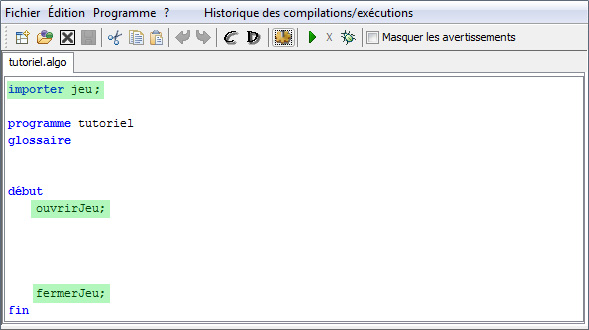 Fichier Édition Programme ? Historique des compilations/exécutions
C D X Masquer les avertissements
tutoriel.algo
importer jeu;
programme tutoriel
glossaire
début
ouvrirJeu;
fermerJeu;
fin